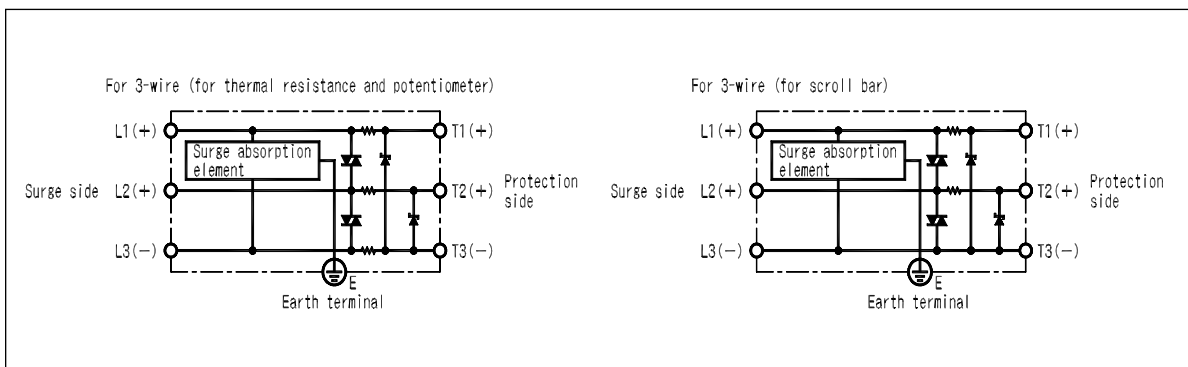 For 3-wire (for thermal resistance and potentiometer)
L1(+)
T1(+)
Surge absorption
element
Surge side
L2(+)
T2(+)
Protection
side
L3(-)
T3(-)
E
Earth terminal
For 3-wire (for scroll bar)
L1(+)
T1(+)
Surge absorption
element
Surge side
L2(+)
T2(+)
Protection
side
L3(-)
T3(-)
E
Earth terminal